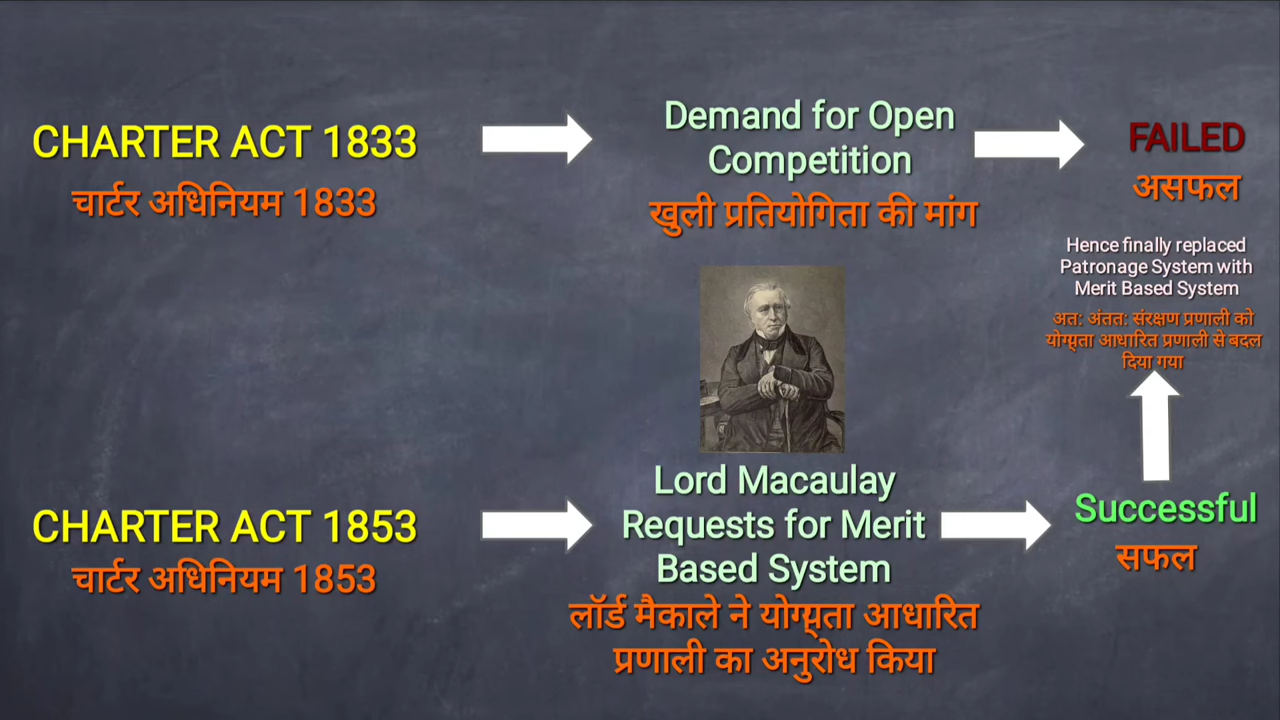 CHARTER ACT 1833
चार्टर अधिनियम 1833
Demand for Open
Competition
खुली प्रतियोगिता की मांग
FAILED
असफल
Hence finally replaced
Patronage System with
Merit Based System
अत: अंतत: संरक्षण प्रणाली को
योग्यता आधारित प्रणाली से बदल
दिया गया
CHARTER ACT 1853
चार्टर अधिनियम 1853
Lord Macaulay
Requests for Merit
Based System
लॉर्ड मैकाले ने योग्यता आधारित
प्रणाली का अनुरोध किया
Successful
सफल